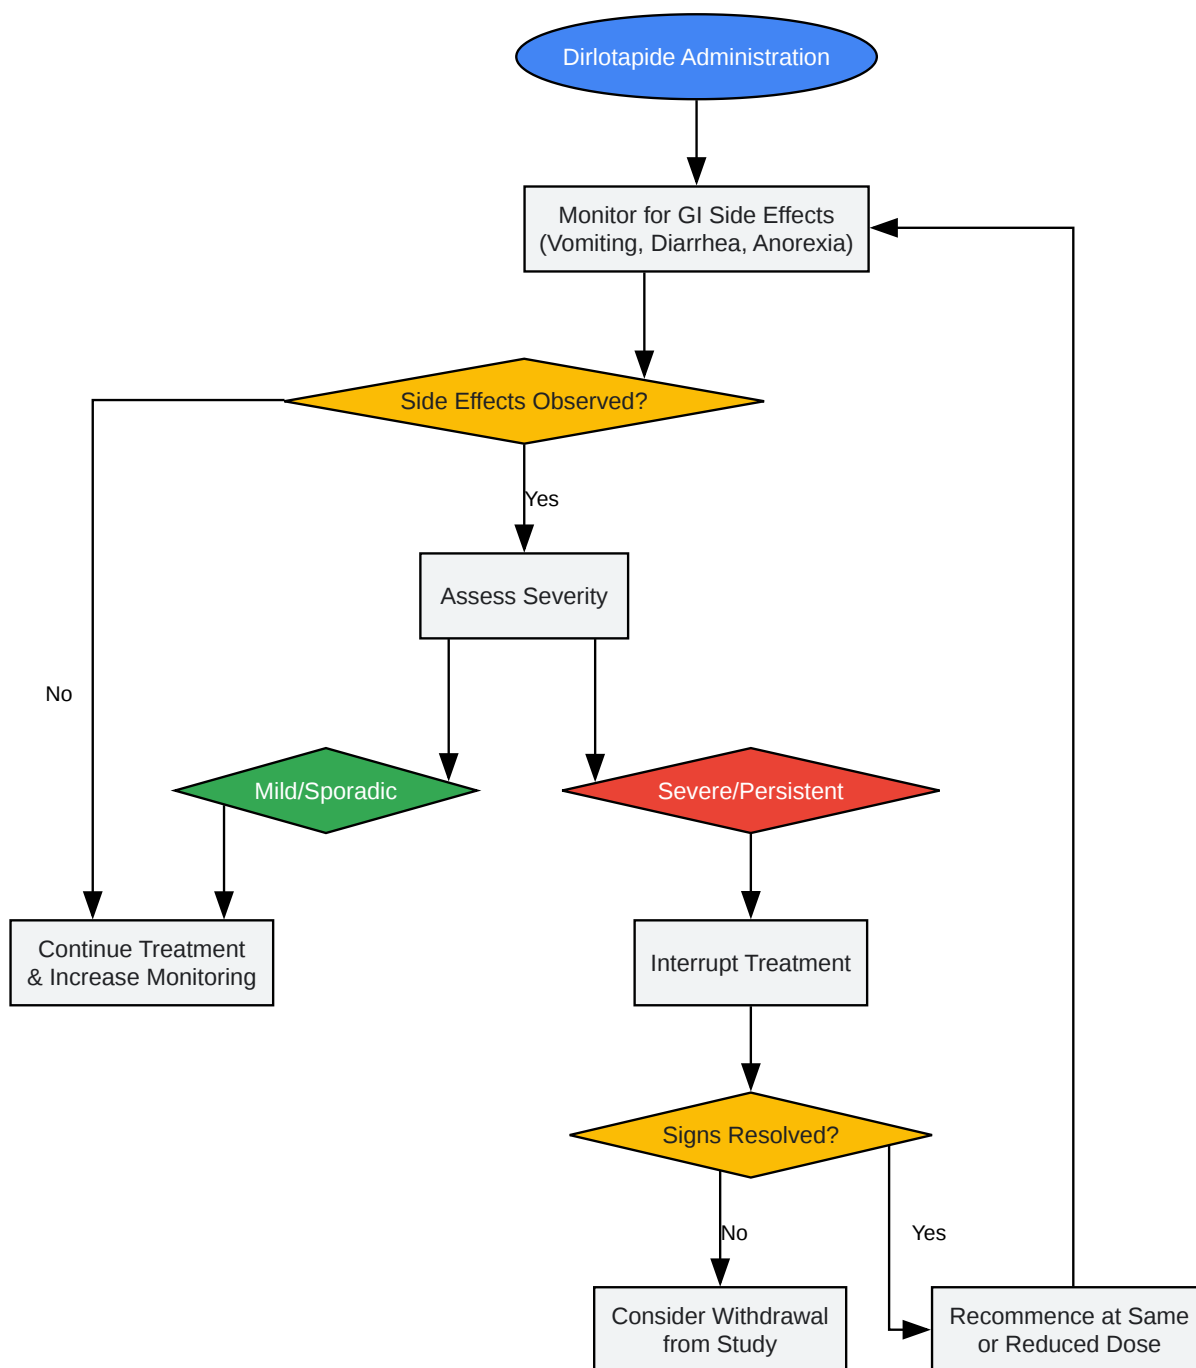 Dirlotapide Administration
Monitor for GI Side Effects
(Vomiting, Diarrhea, Anorexia)
Side Effects Observed?
Yes
Assess Severity
No
Mild/Sporadic
Severe/Persistent
Continue Treatment
& Increase Monitoring
Interrupt Treatment
Signs Resolved?
No
Yes
Consider Withdrawal
from Study
Recommence at Same
or Reduced Dose